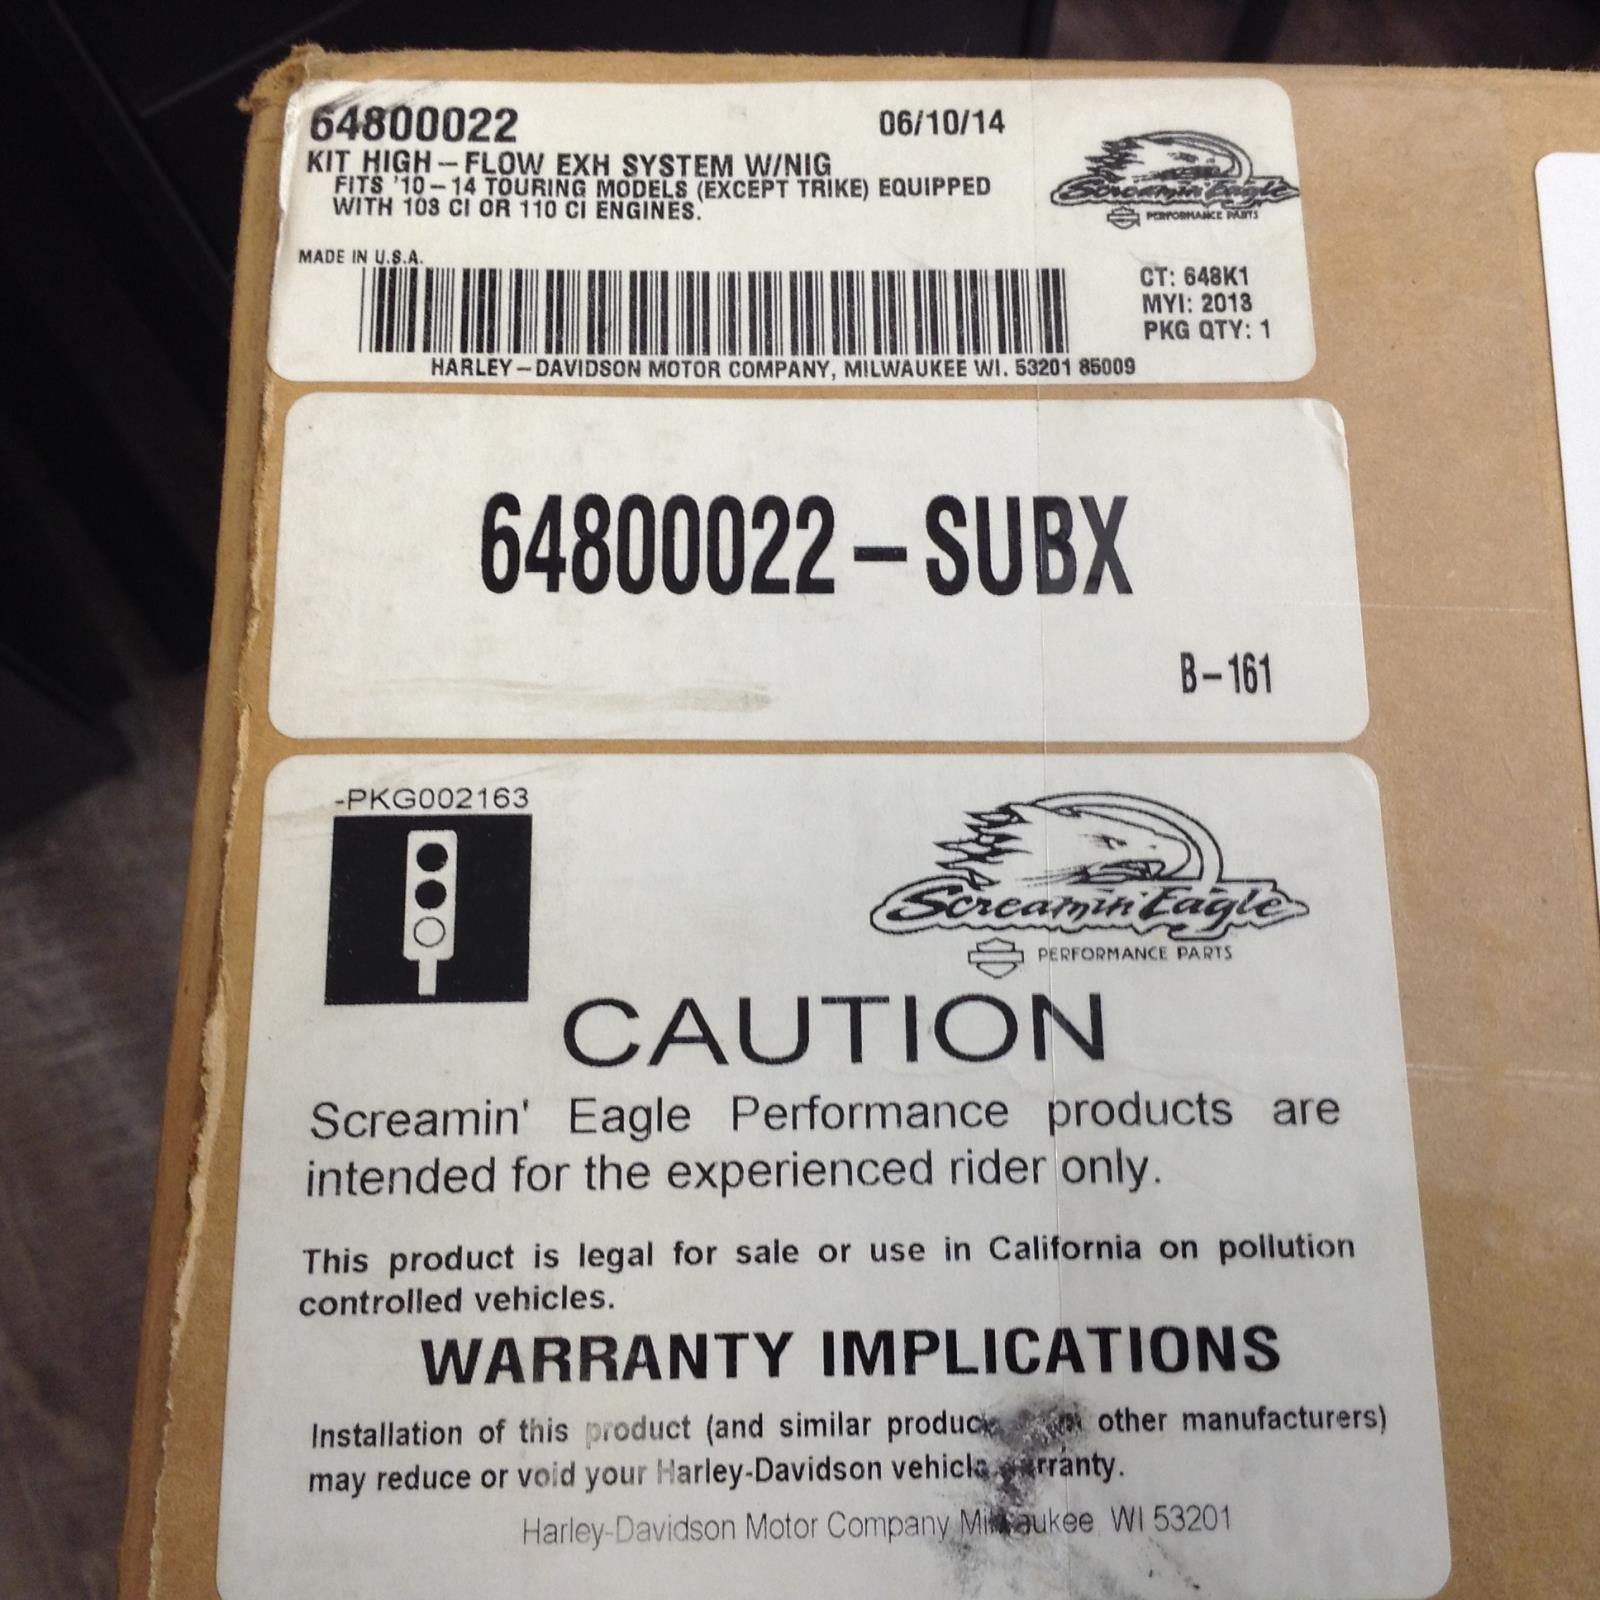 64800022
06/10/14
KIT HIGH-FLOW EXH SYSTEM W/NIG
FITS '10-14 TOURING MODELS (EXCEPT TRIKE) EQUIPPED
WITH 103 CI OR 110 CI ENGINES.
Screamin' Eagle
PERFORMANCE PARTS
MADE IN U.S.A.
CT: 648K1
MYI: 2013
PKG QTY: 1
HARLEY-DAVIDSON MOTOR COMPANY, MILWAUKEE WI. 53201 85009
64800022-SUBX
B-161
-PKG002163
Screamin' Eagle
PERFORMANCE PARTS
CAUTION
Screamin' Eagle Performance products are
intended for the experienced rider only.
This product is legal for sale or use in California on pollution
controlled vehicles.
WARRANTY IMPLICATIONS
Installation of this product (and similar products from other manufacturers)
may reduce or void your Harley-Davidson vehicle warranty.
Harley-Davidson Motor Company Milwaukee WI 53201